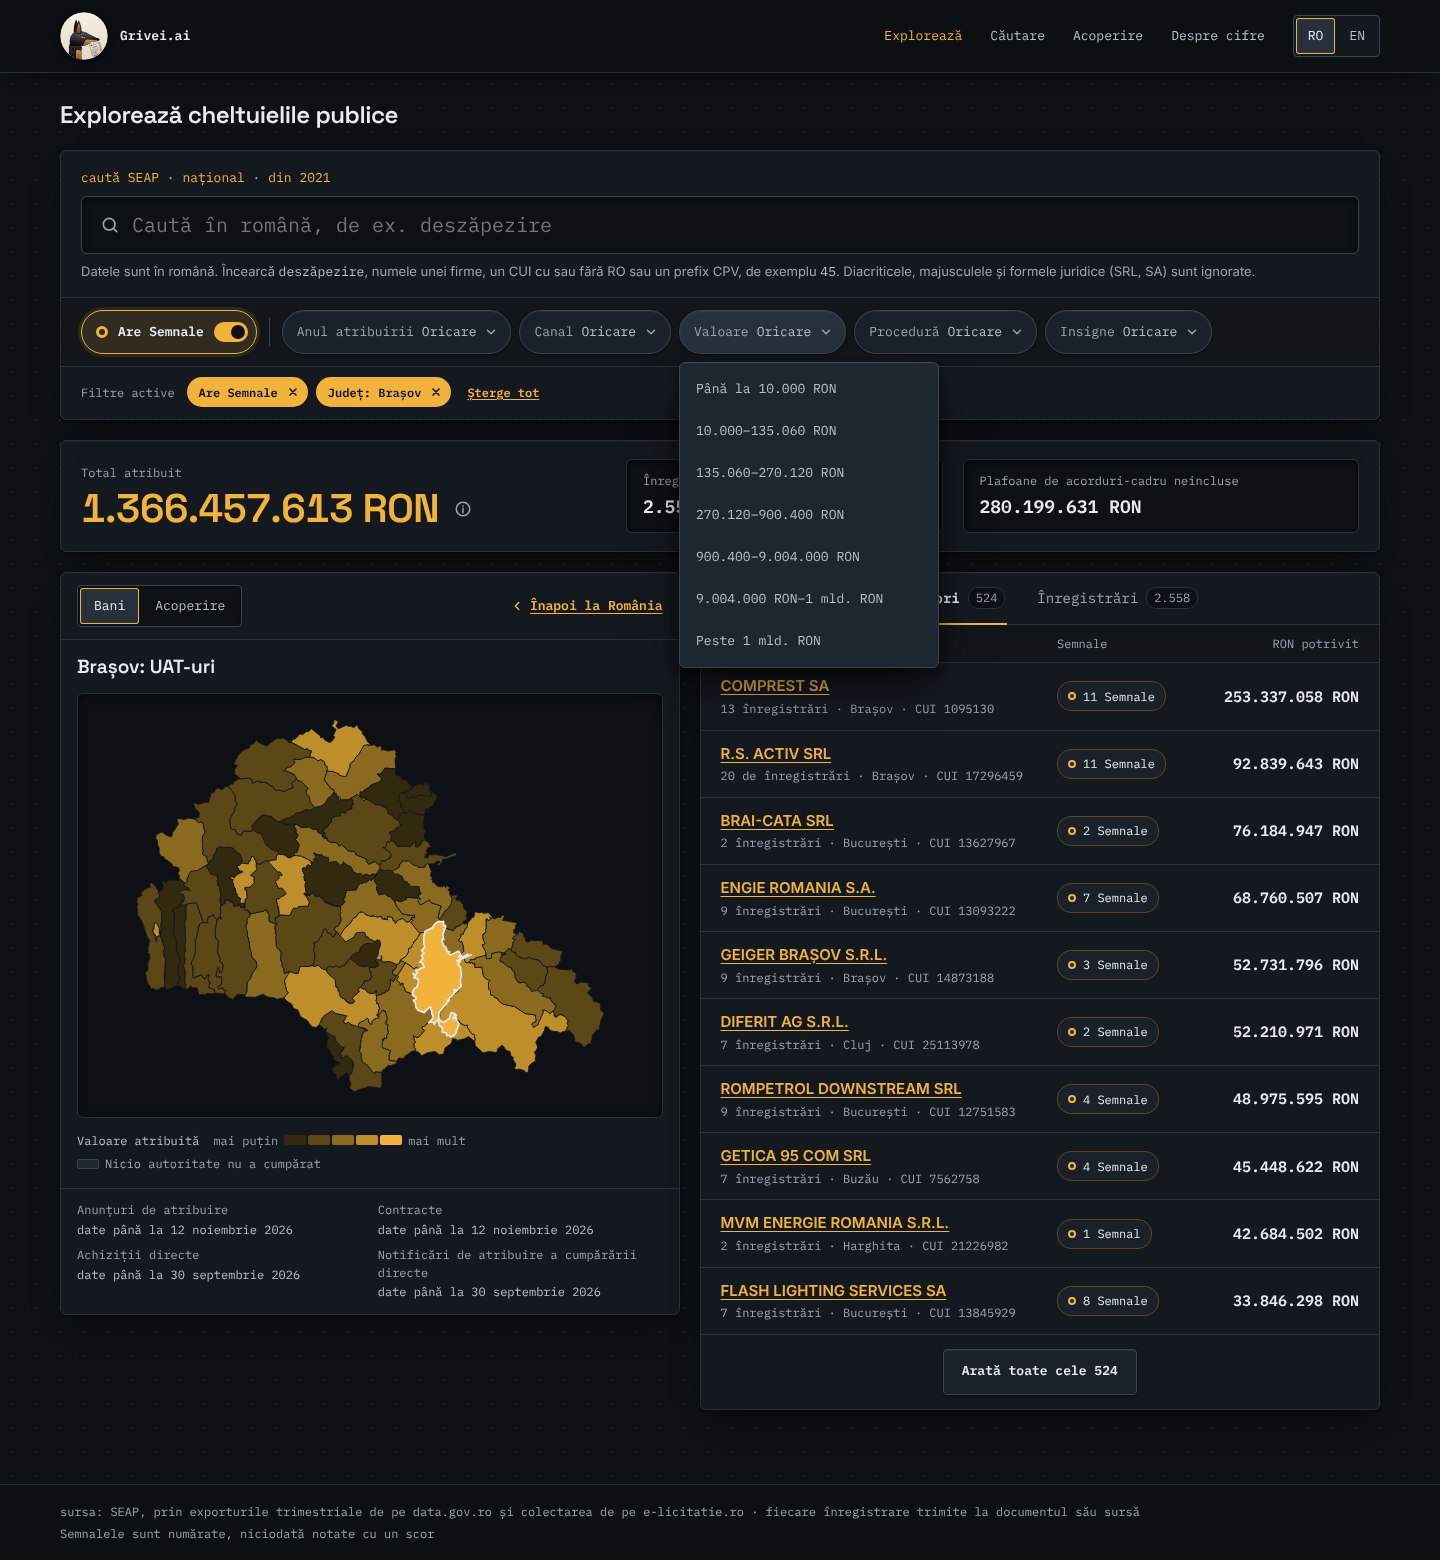 Grivei.ai
Explorează
Căutare
Acoperire
Despre cifre
RO
EN
Explorează cheltuielile publice
caută SEAP · național · din 2021
Caută în română, de ex. deszăpezire
Datele sunt în română. Încearcă deszăpezire, numele unei firme, un CUI cu sau fără RO sau un prefix CPV, de exemplu 45. Diacriticele, majusculele și formele juridice (SRL, SA) sunt ignorate.
Are Semnale
Anul atribuirii Oricare
Canal Oricare
Valoare Oricare
Procedură Oricare
Insigne Oricare
Filtre active
Are Semnale ×
Județ: Brașov ×
Șterge tot
Până la 10.000 RON
10.000–135.060 RON
135.060–270.120 RON
270.120–900.400 RON
900.400–9.004.000 RON
9.004.000 RON–1 mld. RON
Peste 1 mld. RON
Total atribuit
1.366.457.613 RON
Plafoane de acorduri-cadru neincluse
280.199.631 RON
Bani
Acoperire
Înapoi la România
Brașov: UAT-uri
524
Înregistrări 2.558
Semnale
RON potrivit
COMPREST SA
13 înregistrări · Brașov · CUI 1095130
11 Semnale
253.337.058 RON
R.S. ACTIV SRL
20 de înregistrări · Brașov · CUI 17296459
11 Semnale
92.839.643 RON
BRAI-CATA SRL
2 înregistrări · București · CUI 13627967
2 Semnale
76.184.947 RON
ENGIE ROMANIA S.A.
9 înregistrări · București · CUI 13093222
7 Semnale
68.760.507 RON
GEIGER BRAȘOV S.R.L.
9 înregistrări · Brașov · CUI 14873188
3 Semnale
52.731.796 RON
DIFERIT AG S.R.L.
7 înregistrări · Cluj · CUI 25113978
2 Semnale
52.210.971 RON
ROMPETROL DOWNSTREAM SRL
9 înregistrări · București · CUI 12751583
4 Semnale
48.975.595 RON
GETICA 95 COM SRL
7 înregistrări · Buzău · CUI 7562758
4 Semnale
45.448.622 RON
MVM ENERGIE ROMANIA S.R.L.
2 înregistrări · Harghita · CUI 21226982
1 Semnal
42.684.502 RON
FLASH LIGHTING SERVICES SA
7 înregistrări · București · CUI 13845929
8 Semnale
33.846.298 RON
Arată toate cele 524
Valoare atribuită mai puțin mai mult
Nicio autoritate nu a cumpărat
Anunțuri de atribuire
date până la 12 noiembrie 2026
Contracte
date până la 12 noiembrie 2026
Achiziții directe
date până la 30 septembrie 2026
Notificări de atribuire a cumpărării
directe
date până la 30 septembrie 2026
sursa: SEAP, prin exporturile trimestriale de pe data.gov.ro și colectarea de pe e-licitatie.ro · fiecare înregistrare trimite la documentul său sursă
Semnalele sunt numărate, niciodată notate cu un scor